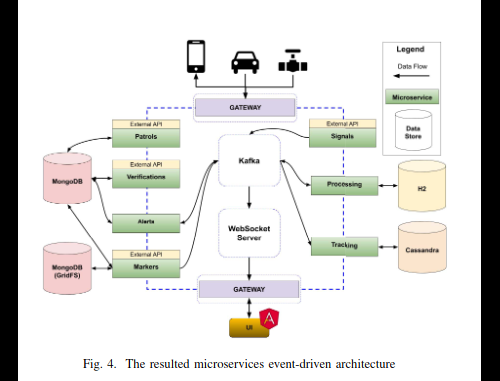 Legend
Data Flow
Microservice
Data
Store
GATEWAY
External API
Patrols
External API
Signals
Kafka
MongoDB
External API
Verifications
Processing
H2
Alerts
WebSocket
Server
Tracking
Cassandra
External API
Markers
MongoDB
(GridFS)
GATEWAY
UI
A
Fig. 4. The resulted microservices event-driven architecture